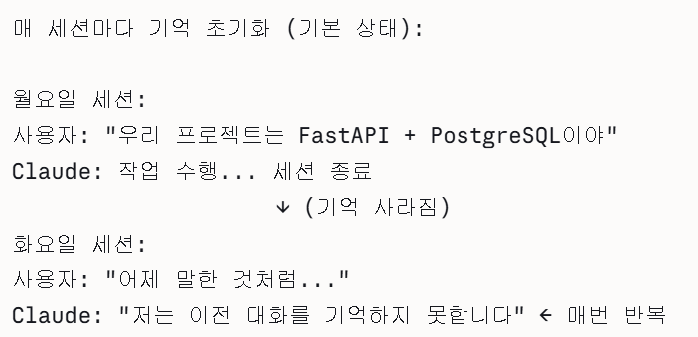 매 세션마다 기억 초기화 (기본 상태):
월요일 세션:
사용자: "우리 프로젝트는 FastAPI + PostgreSQL이야"
Claude: 작업 수행... 세션 종료
↓ (기억 사라짐)
화요일 세션:
사용자: "어제 말한 것처럼..."
Claude: "저는 이전 대화를 기억하지 못합니다" ← 매번 반복